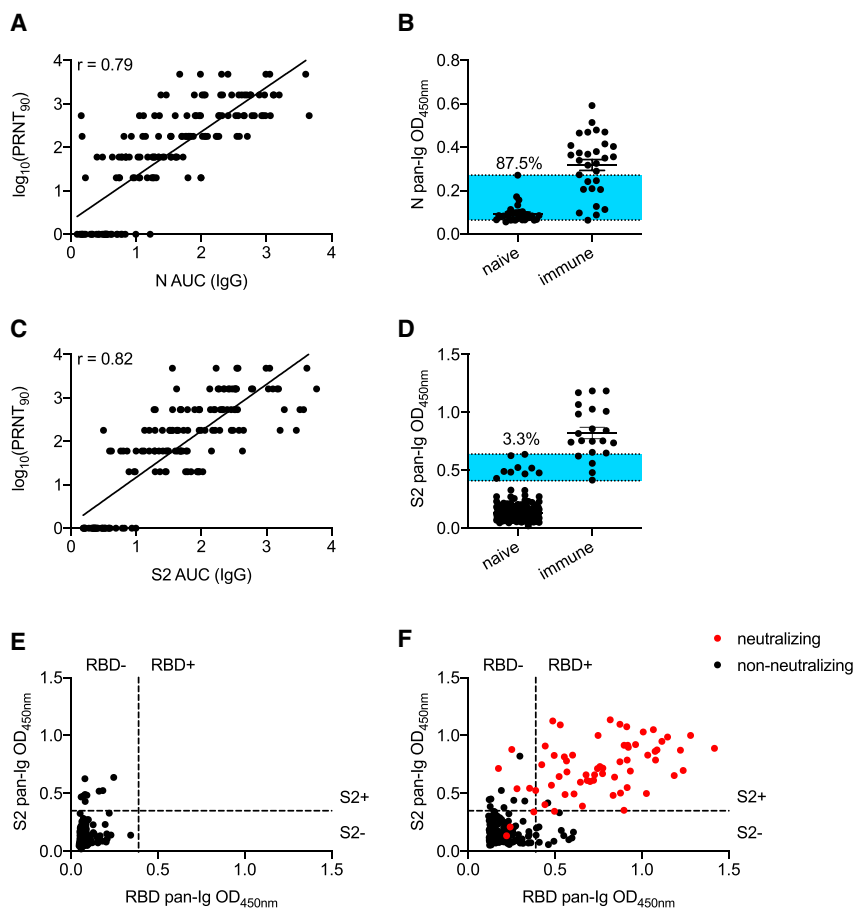 A
r = 0.79
log10(PRNT90)
4
3
2
1
0
0 1 2 3 4
N AUC (IgG)
B
N pan-Ig OD450nm
0.8
0.6
0.4
0.2
0.0
87.5%
naive immune
C
r = 0.82
log10(PRNT90)
4
3
2
1
0
0 1 2 3 4
S2 AUC (IgG)
D
S2 pan-Ig OD450nm
1.5
1.0
0.5
0.0
3.3%
naive immune
E
RBD- RBD+
S2 pan-Ig OD450nm
1.5
1.0
0.5
0.0
S2+
S2-
0.0 0.5 1.0 1.5
RBD pan-Ig OD450nm
F
RBD- RBD+
neutralizing
non-neutralizing
S2 pan-Ig OD450nm
1.5
1.0
0.5
0.0
S2+
S2-
0.0 0.5 1.0 1.5
RBD pan-Ig OD450nm